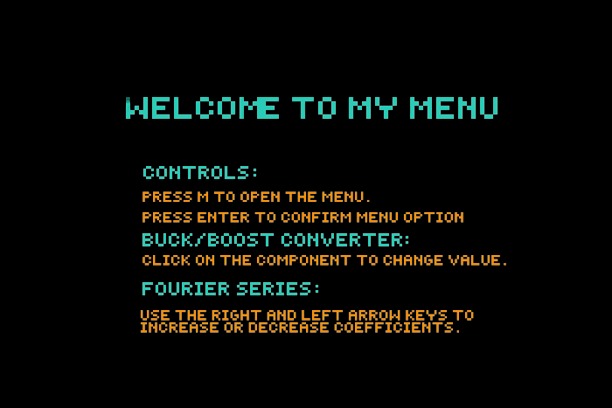 WELCOME TO MY MENU
CONTROLS:
PRESS M TO OPEN THE MENU.
PRESS ENTER TO CONFIRM MENU OPTION
BUCK/BOOST CONVERTER:
CLICK ON THE COMPONENT TO CHANGE VALUE.
FOURIER SERIES:
USE THE RIGHT AND LEFT ARROW KEYS TO
INCREASE OR DECREASE COEFFICIENTS.